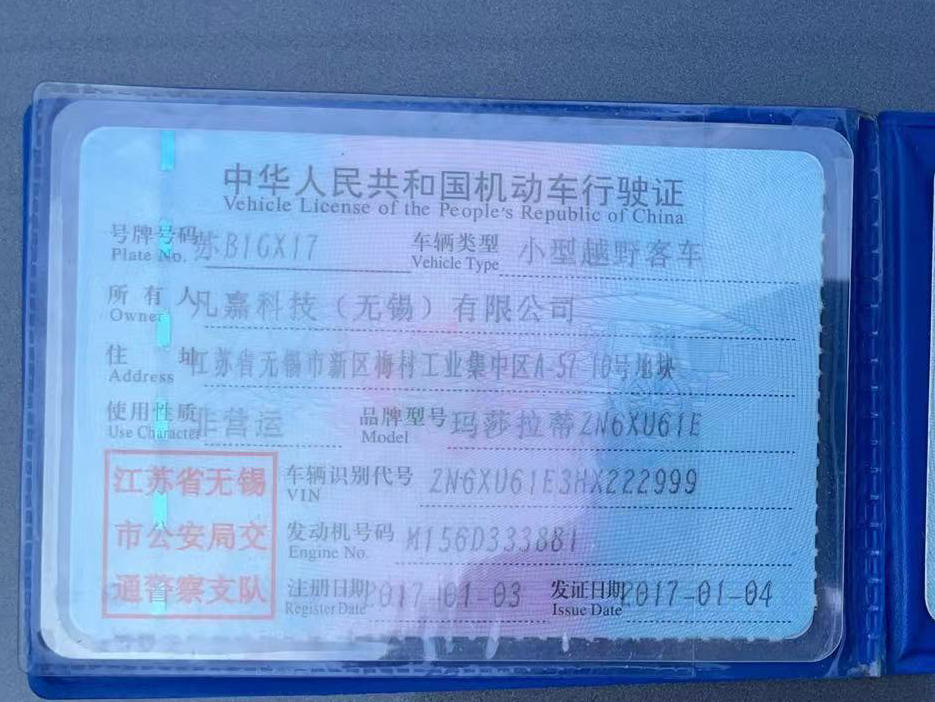 中华人民共和国机动车行驶证
Vehicle License of the People's Republic of China
号牌号码 苏B1GX17 车辆类型 小型越野客车
Plate No. Vehicle Type
所有人 凡嘉科技（无锡）有限公司
Owner
住址 江苏省无锡市新区梅村工业集中区A-57-10号地块
Address
使用性质 非营运 品牌型号 玛莎拉蒂ZN6XU61E
Use Character Model
江苏省无锡 车辆识别代号 ZN6XU61E3HX222999
VIN
市公安局交 发动机号码 M156D333881
Engine No.
通警察支队 注册日期 2017-01-03 发证日期 2017-01-04
Register Date Issue Date